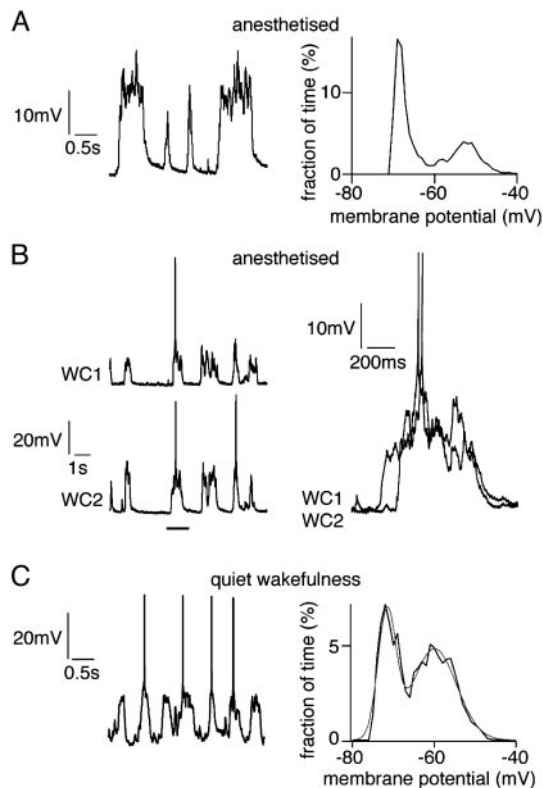 A
anesthetised
10mV
0.5s
fraction of time (%)
10
0
-80
-60
-40
membrane potential (mV)
B
anesthetised
WC1
20mV
1s
WC2
10mV
200ms
WC1
WC2
C
quiet wakefulness
20mV
0.5s
fraction of time (%)
5
0
-80
-60
-40
membrane potential (mV)